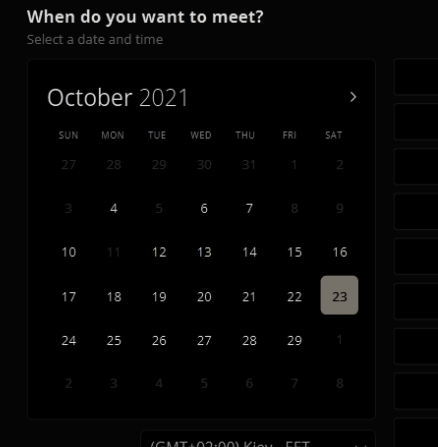 When do you want to meet?
Select a date and time
October 2021
SUN MON TUE WED THU FRI SAT
27 28 29 30 31 1 2
3 4 5 6 7 8 9
10 11 12 13 14 15 16
17 18 19 20 21 22 23
24 25 26 27 28 29 1
2 3 4 5 6 7 8
(GMT+02:00) Kiev - EET